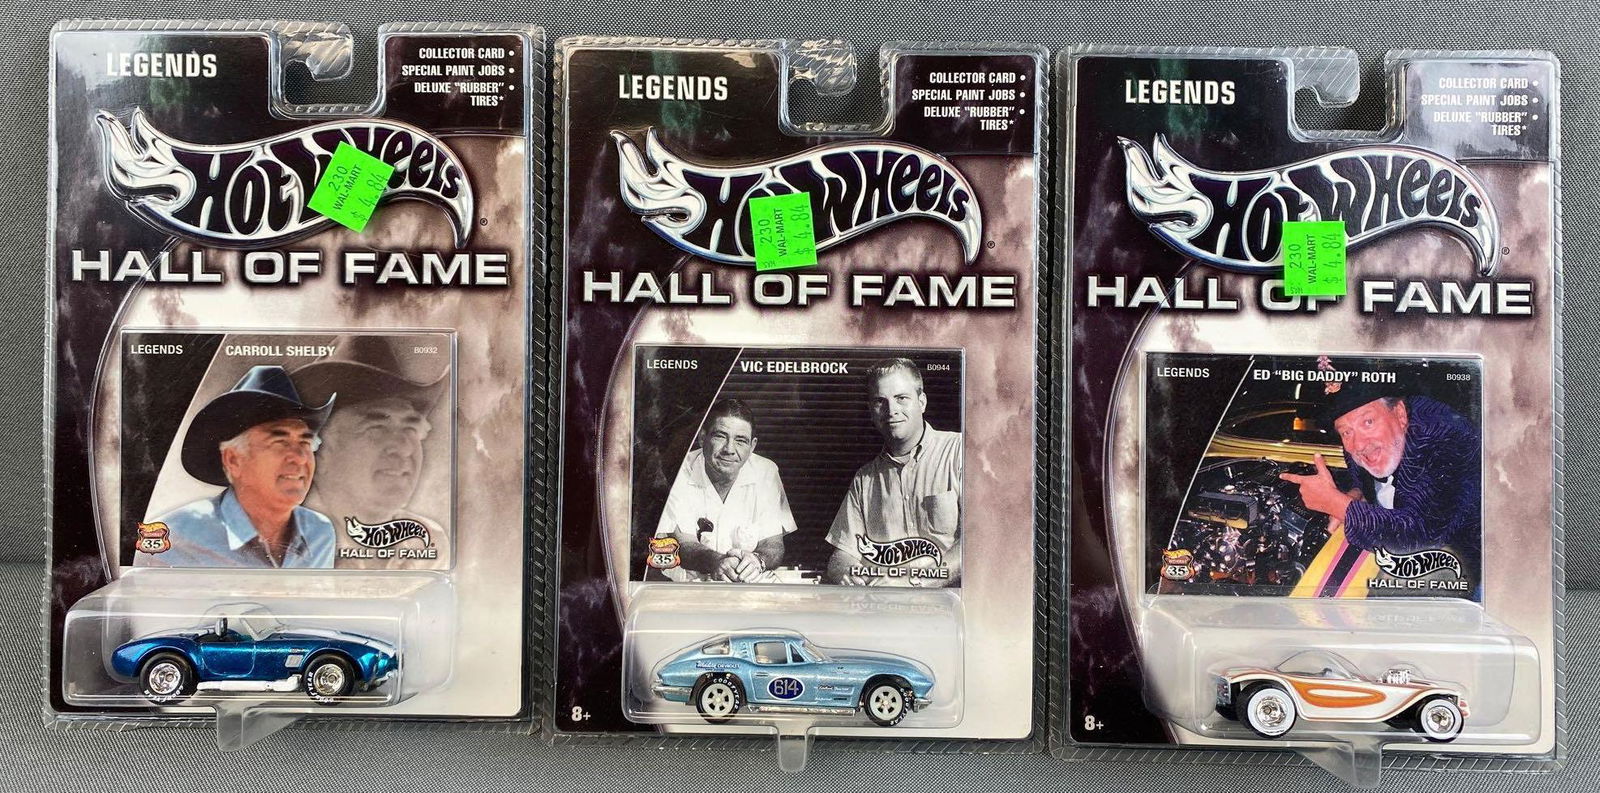 LEGENDS
COLLECTOR CARD •
SPECIAL PAINT JOBS •
DELUXE "RUBBER" •
TIRES*
Hot Wheels ®
230
WAL-MART
$ 4.84
HALL OF FAME
LEGENDS
CARROLL SHELBY
B0932
35
Hot Wheels
HALL OF FAME
LEGENDS
COLLECTOR CARD •
SPECIAL PAINT JOBS •
DELUXE "RUBBER" •
TIRES*
Hot Wheels ®
230
WAL-MART
$ 4.84
HALL OF FAME
LEGENDS
VIC EDELBROCK
B0944
35
Hot Wheels
HALL OF FAME
614
8+
LEGENDS
COLLECTOR CARD •
SPECIAL PAINT JOBS •
DELUXE "RUBBER" •
TIRES*
Hot Wheels ®
230
WAL-MART
$ 4.84
HALL OF FAME
LEGENDS
ED "BIG DADDY" ROTH
B0938
35
Hot Wheels
HALL OF FAME
8+